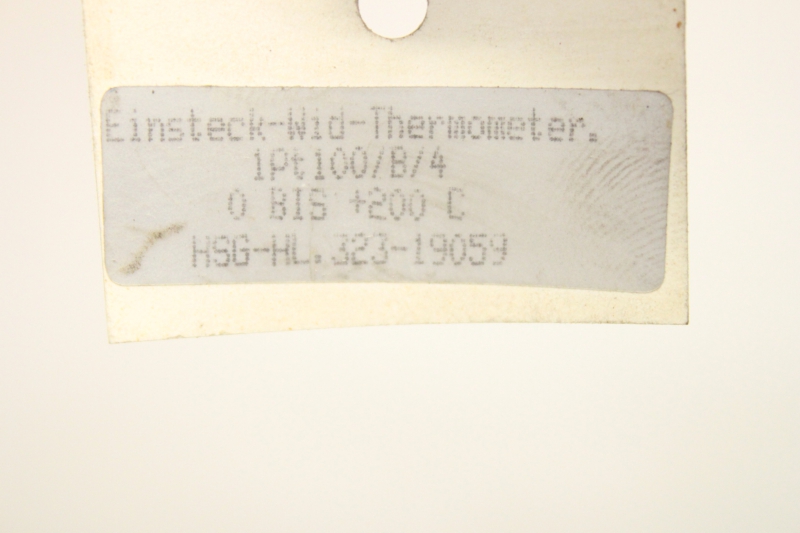 Einsteck-Wid-Thermometer.
1Pt100/B/4
0 BIS +200 C
HSG-HL.323-19059